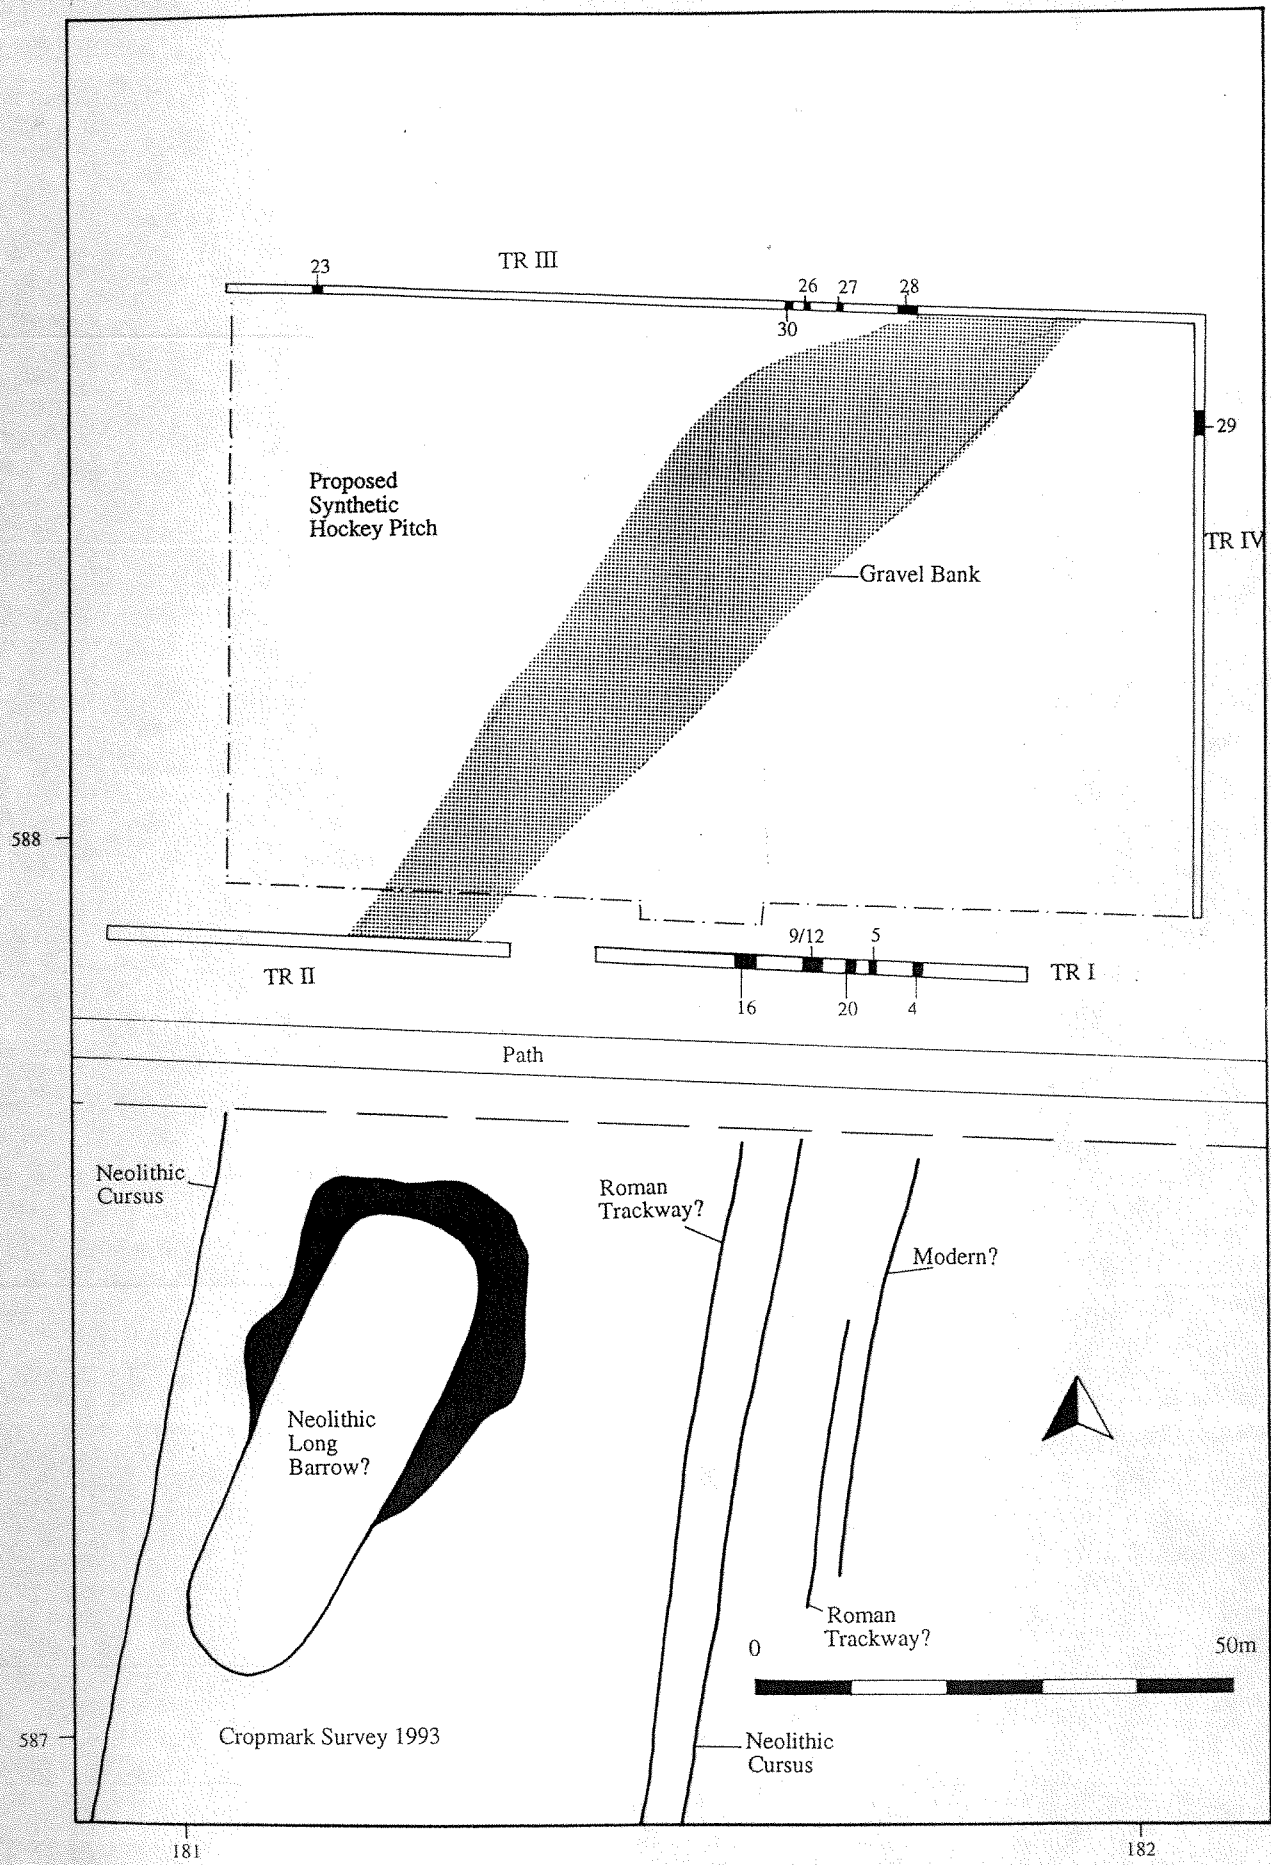 TR III
23
26
27
28
30
29
Proposed
Synthetic
Hockey Pitch
TR IV
Gravel Bank
588
9/12
5
TR II
TR I
16
20
4
Path
Neolithic
Cursus
Roman
Trackway?
Modern?
Neolithic
Long
Barrow?
Roman
Trackway?
0
50m
587
Cropmark Survey 1993
Neolithic
Cursus
181
182